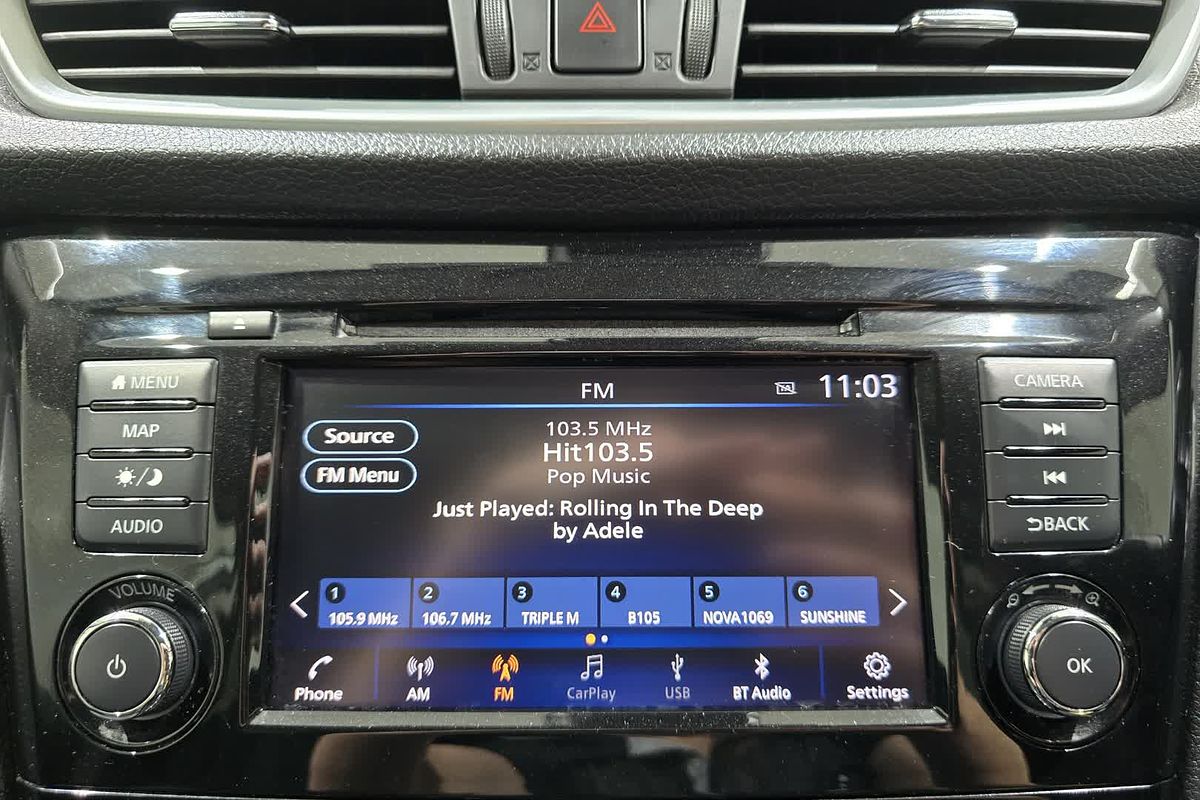 MENU
MAP
AUDIO
VOLUME
FM
TA
11:03
Source
FM Menu
103.5 MHz
Hit103.5
Pop Music
Just Played: Rolling In The Deep
by Adele
1
105.9 MHz
2
106.7 MHz
3
TRIPLE M
4
B105
5
NOVA1069
6
SUNSHINE
Phone
AM
FM
CarPlay
USB
BT Audio
Settings
CAMERA
BACK
OK